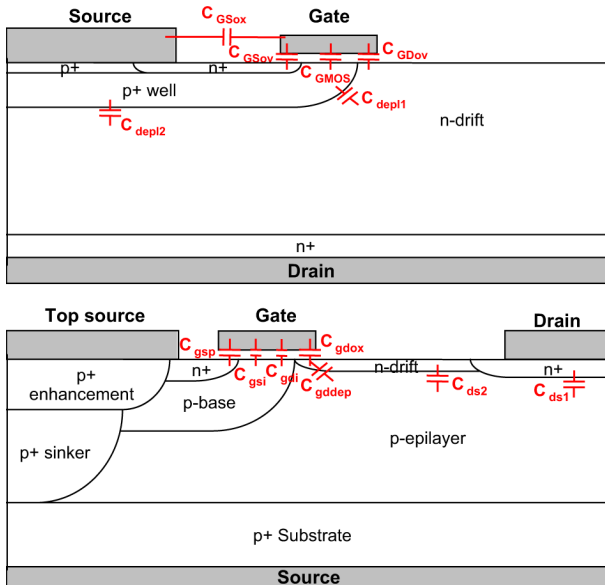 Source
Gate
C GSox
C GSov
C GDov
p+
n+
C GMOS
p+ well
C depl1
C depl2
n-drift
n+
Drain
Top source
Gate
Drain
C gsp
C gdox
n-drift
n+
n+
p+
enhancement
C gsi
C gdi
C gddep
C ds2
C ds1
p-base
p+ sinker
p-epilayer
p+ Substrate
Source